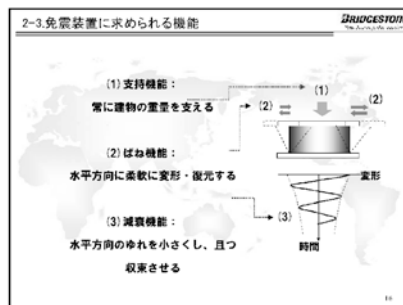 2-3.免震装置に求められる機能
BRIDGESTONE
(1)支持機能：
常に建物の重量を支える
(2)ばね機能：
水平方向に柔軟に変形・復元する
(3)減衰機能：
水平方向のゆれを小さくし、且つ
収束させる
(1)
(2)
(2)
変形
(3)
時間